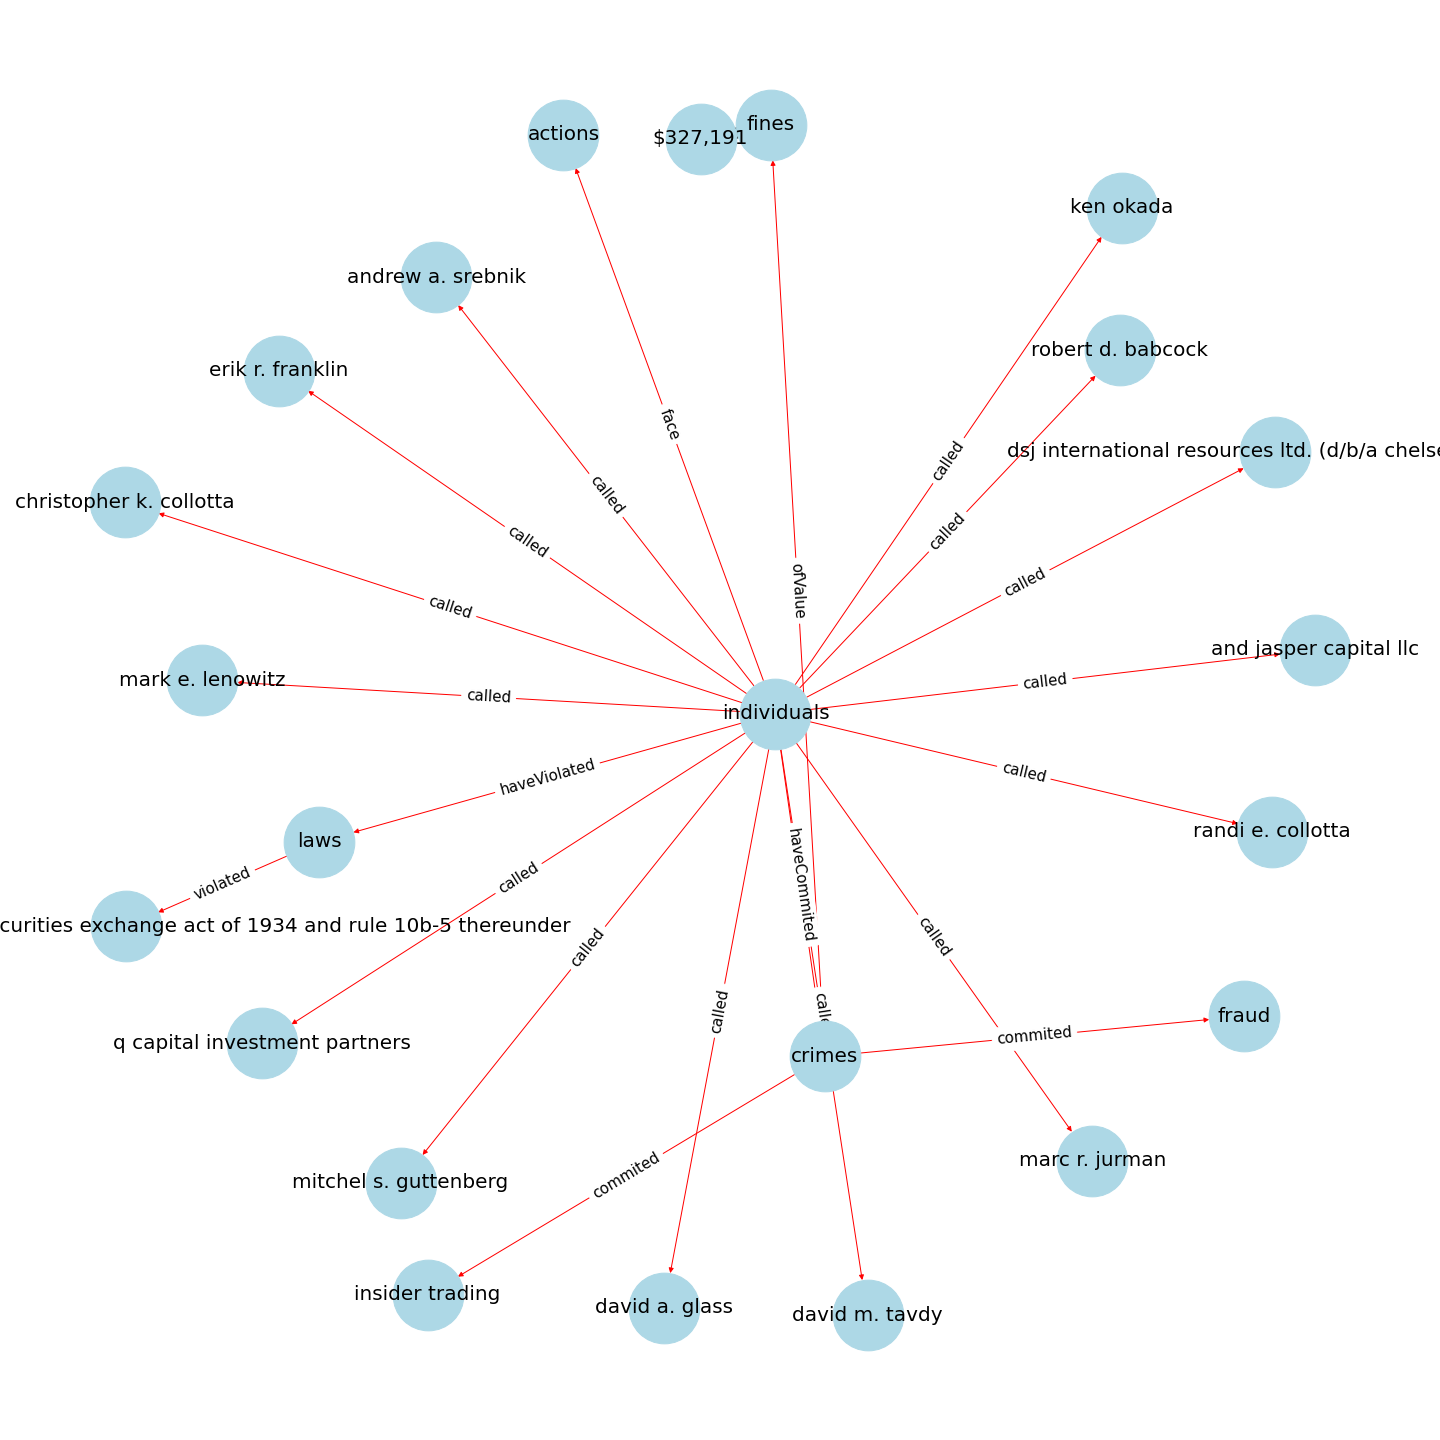 actions
$327,191
fines
ken okada
andrew a. srebnik
robert d. babcock
erik r. franklin
face
dsj international resources ltd. (d/b/a chelse
called
called
christopher k. collotta
called
called
called
ofValue
called
called
and jasper capital llc
mark e. lenowitz
called
called
individuals
haveViolated
called
randi e. collotta
laws
violated
called
haveCommited
curities exchange act of 1934 and rule 10b-5 thereunder
called
called
called
calle
fraud
commited
q capital investment partners
crimes
marc r. jurman
commited
mitchel s. guttenberg
insider trading
david a. glass
david m. tavdy